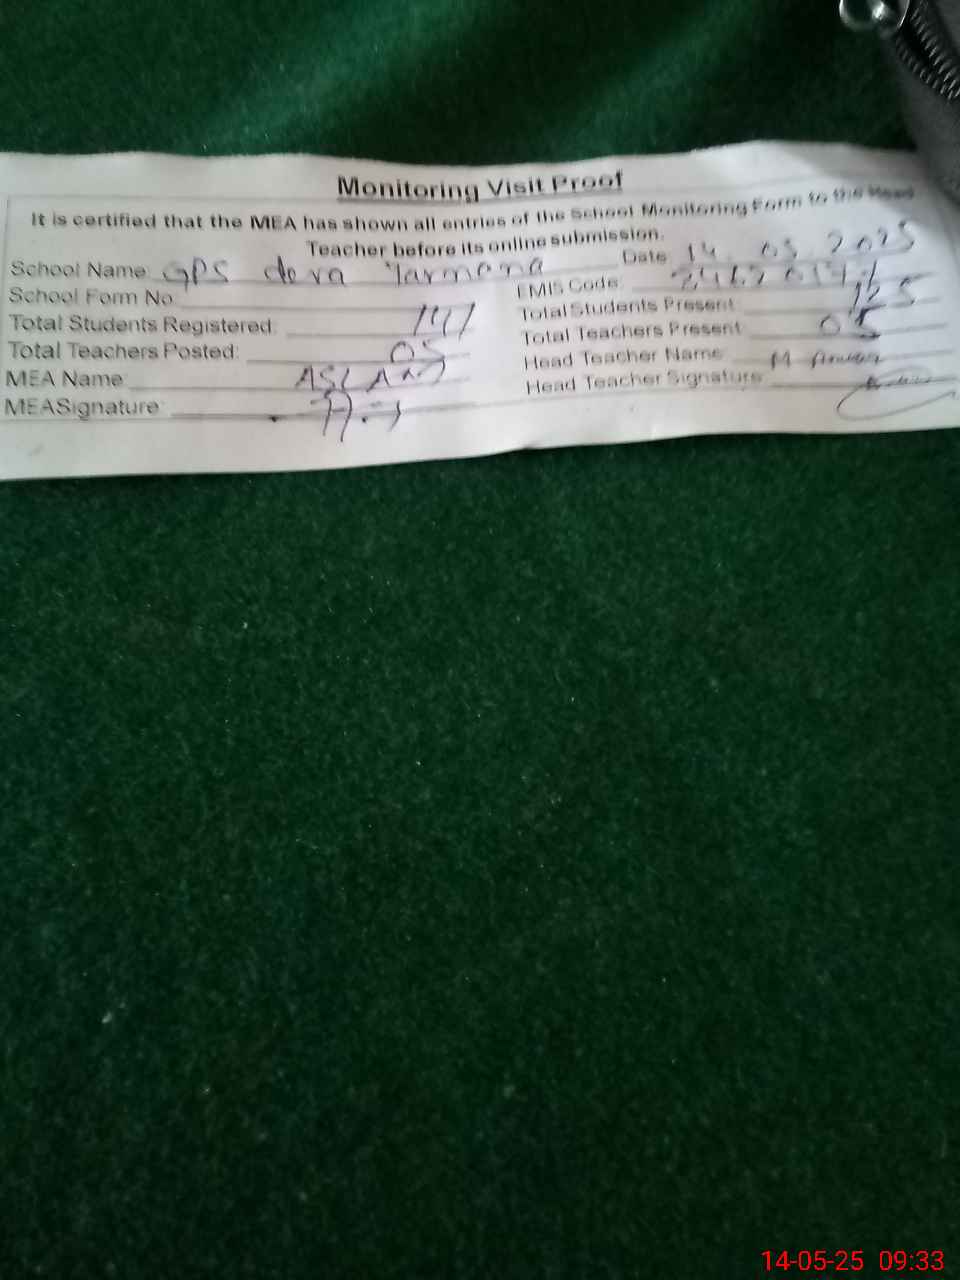 Monitoring Visit Proof
It is certified that the MEA has shown all entries of the School Monitoring Form to the Head
Teacher before its online submission.
Date 14.05.2025
School Name: GPS dera
EMIS Code:
School Form No
Total Students Present: 125
Total Students Registered: 141
Total Teachers Present: 05
Total Teachers Posted: 05
Head Teacher Name: M
MEA Name: ASLAM
Head Teacher Signature:
MEASignature:
14-05-25 09:33